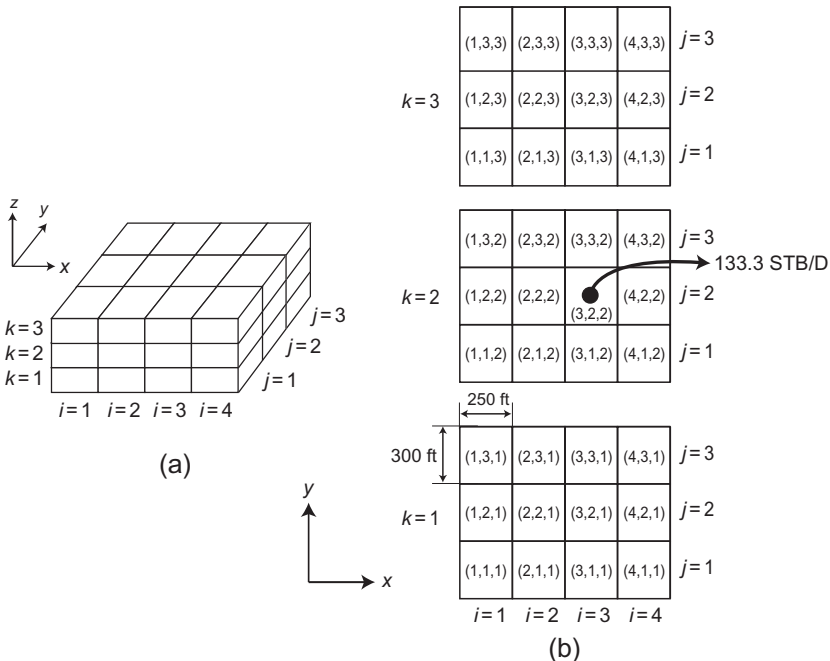 z
y
x
k=3
k=2
k=1
j=3
j=2
j=1
i=1 i=2 i=3 i=4
(a)
(1,3,3) (2,3,3) (3,3,3) (4,3,3) j=3
k=3 (1,2,3) (2,2,3) (3,2,3) (4,2,3) j=2
(1,1,3) (2,1,3) (3,1,3) (4,1,3) j=1
(1,3,2) (2,3,2) (3,3,2) (4,3,2) j=3
133.3 STB/D
k=2 (1,2,2) (2,2,2) (3,2,2) (4,2,2) j=2
(1,1,2) (2,1,2) (3,1,2) (4,1,2) j=1
250 ft
300 ft (1,3,1) (2,3,1) (3,3,1) (4,3,1) j=3
k=1 (1,2,1) (2,2,1) (3,2,1) (4,2,1) j=2
(1,1,1) (2,1,1) (3,1,1) (4,1,1) j=1
i=1 i=2 i=3 i=4
y
x
(b)